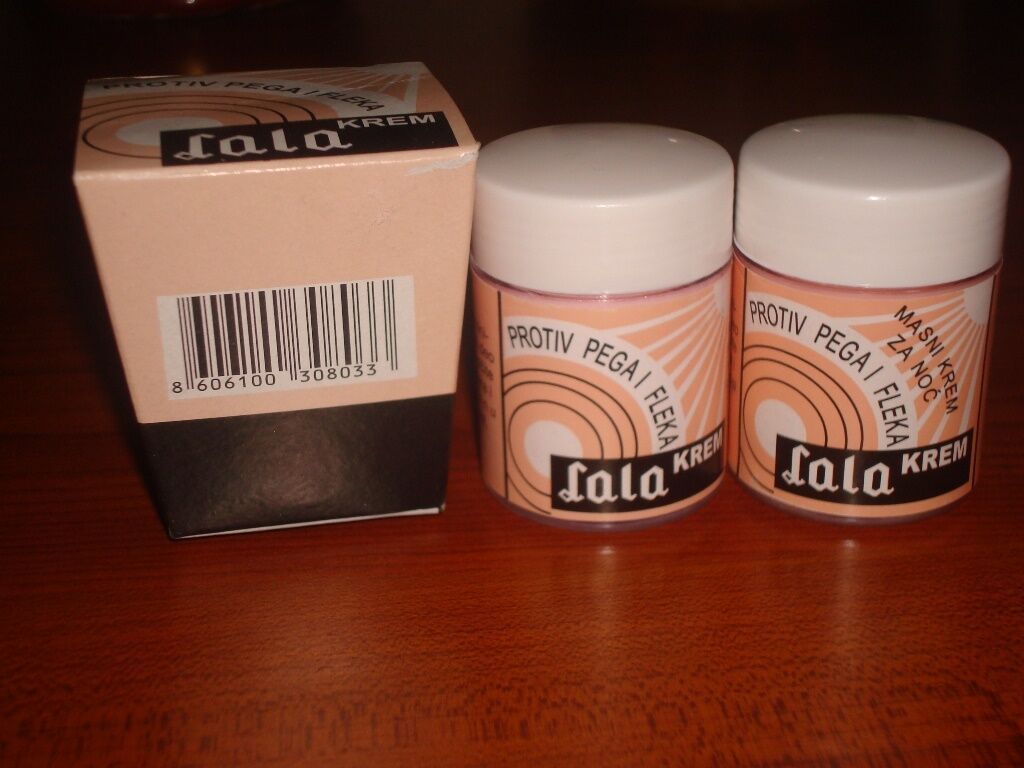 PROTIV PEGA I FLEKA
Lala KREM
8 606100 308033
PROTIV PEGA I FLEKA
Lala KREM
PROTIV PEGA I FLEKA
MASNI KREM
ZA NOĆ
Lala KREM